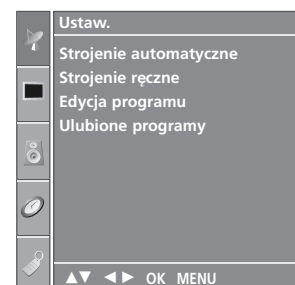 Ustaw.
Strojenie automatyczne
Strojenie ręczne
Edycja programu
Ulubione programy
▲▼ ◄► OK MENU